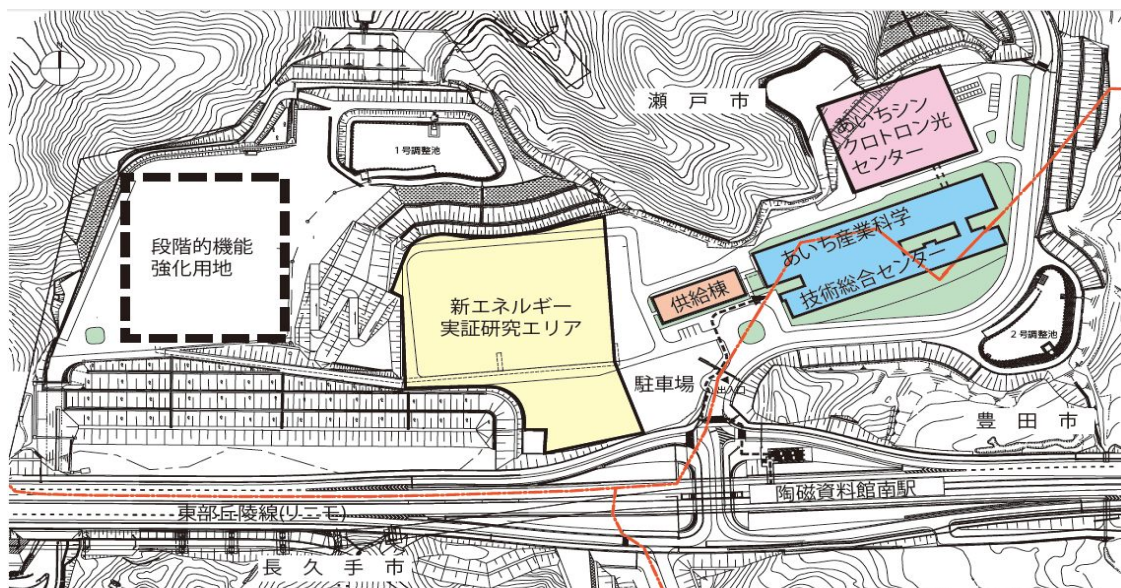 瀬戸市
あいちシン
クロトロン光
センター
1号調整池
段階的機能
強化用地
あいち産業科学
技術総合センター
供給棟
新エネルギー
実証研究エリア
2号調整池
駐車場
出入口
豊田市
陶磁資料館南駅
東部丘陵線(リニモ)
長久手市